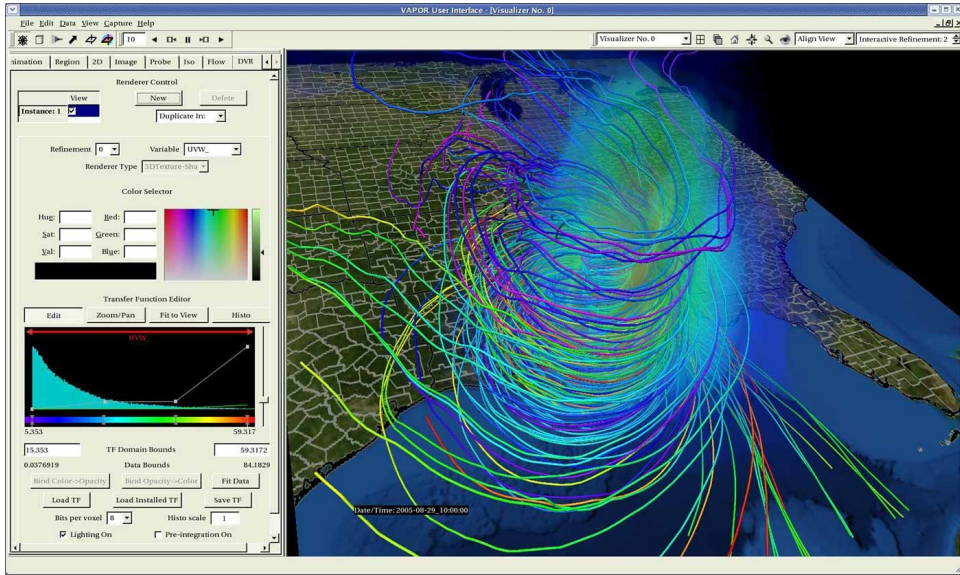 VAPOR User Interface - [Visualizer No. 0]
File Edit Data View Capture Help
10
Visualizer No. 0 Align View Interactive Refinement: 2
nimation Region 2D Image Probe Iso Flow DVR
Renderer Control
View
Instance: 1
New Delete
Duplicate In:
Refinement 0 Variable UVW_
Renderer Type 3DTexture-Sha
Color Selector
Hug: Red:
Sat: Green:
Val: Blue:
Transfer Function Editor
Edit Zoom/Pan Fit to View Histo
UVW_
5.353 59.317
15.353 TF Domain Bounds 59.3172
0.0376919 Data Bounds 84.1829
Bind Color->Opacity Bind Opacity->Color Fit Data
Load TF Load Installed TF Save TF
Bits per voxel 8 Histo scale 1
Lighting On Pre-integration On
Date/Time: 2005-08-29_10:00:00